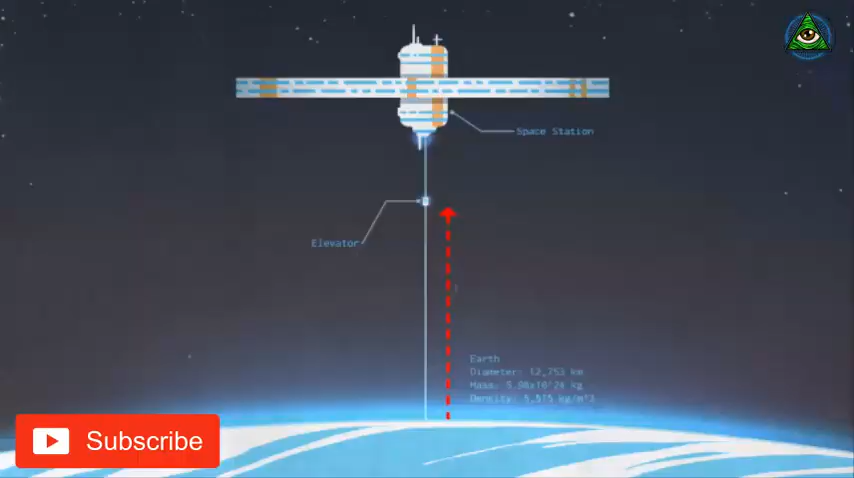 Space Station
Elevator
Earth
Diameter: 12,753 km
Mass: 5.98x10^24 kg
Density: 5,515 kg/m^3
Subscribe